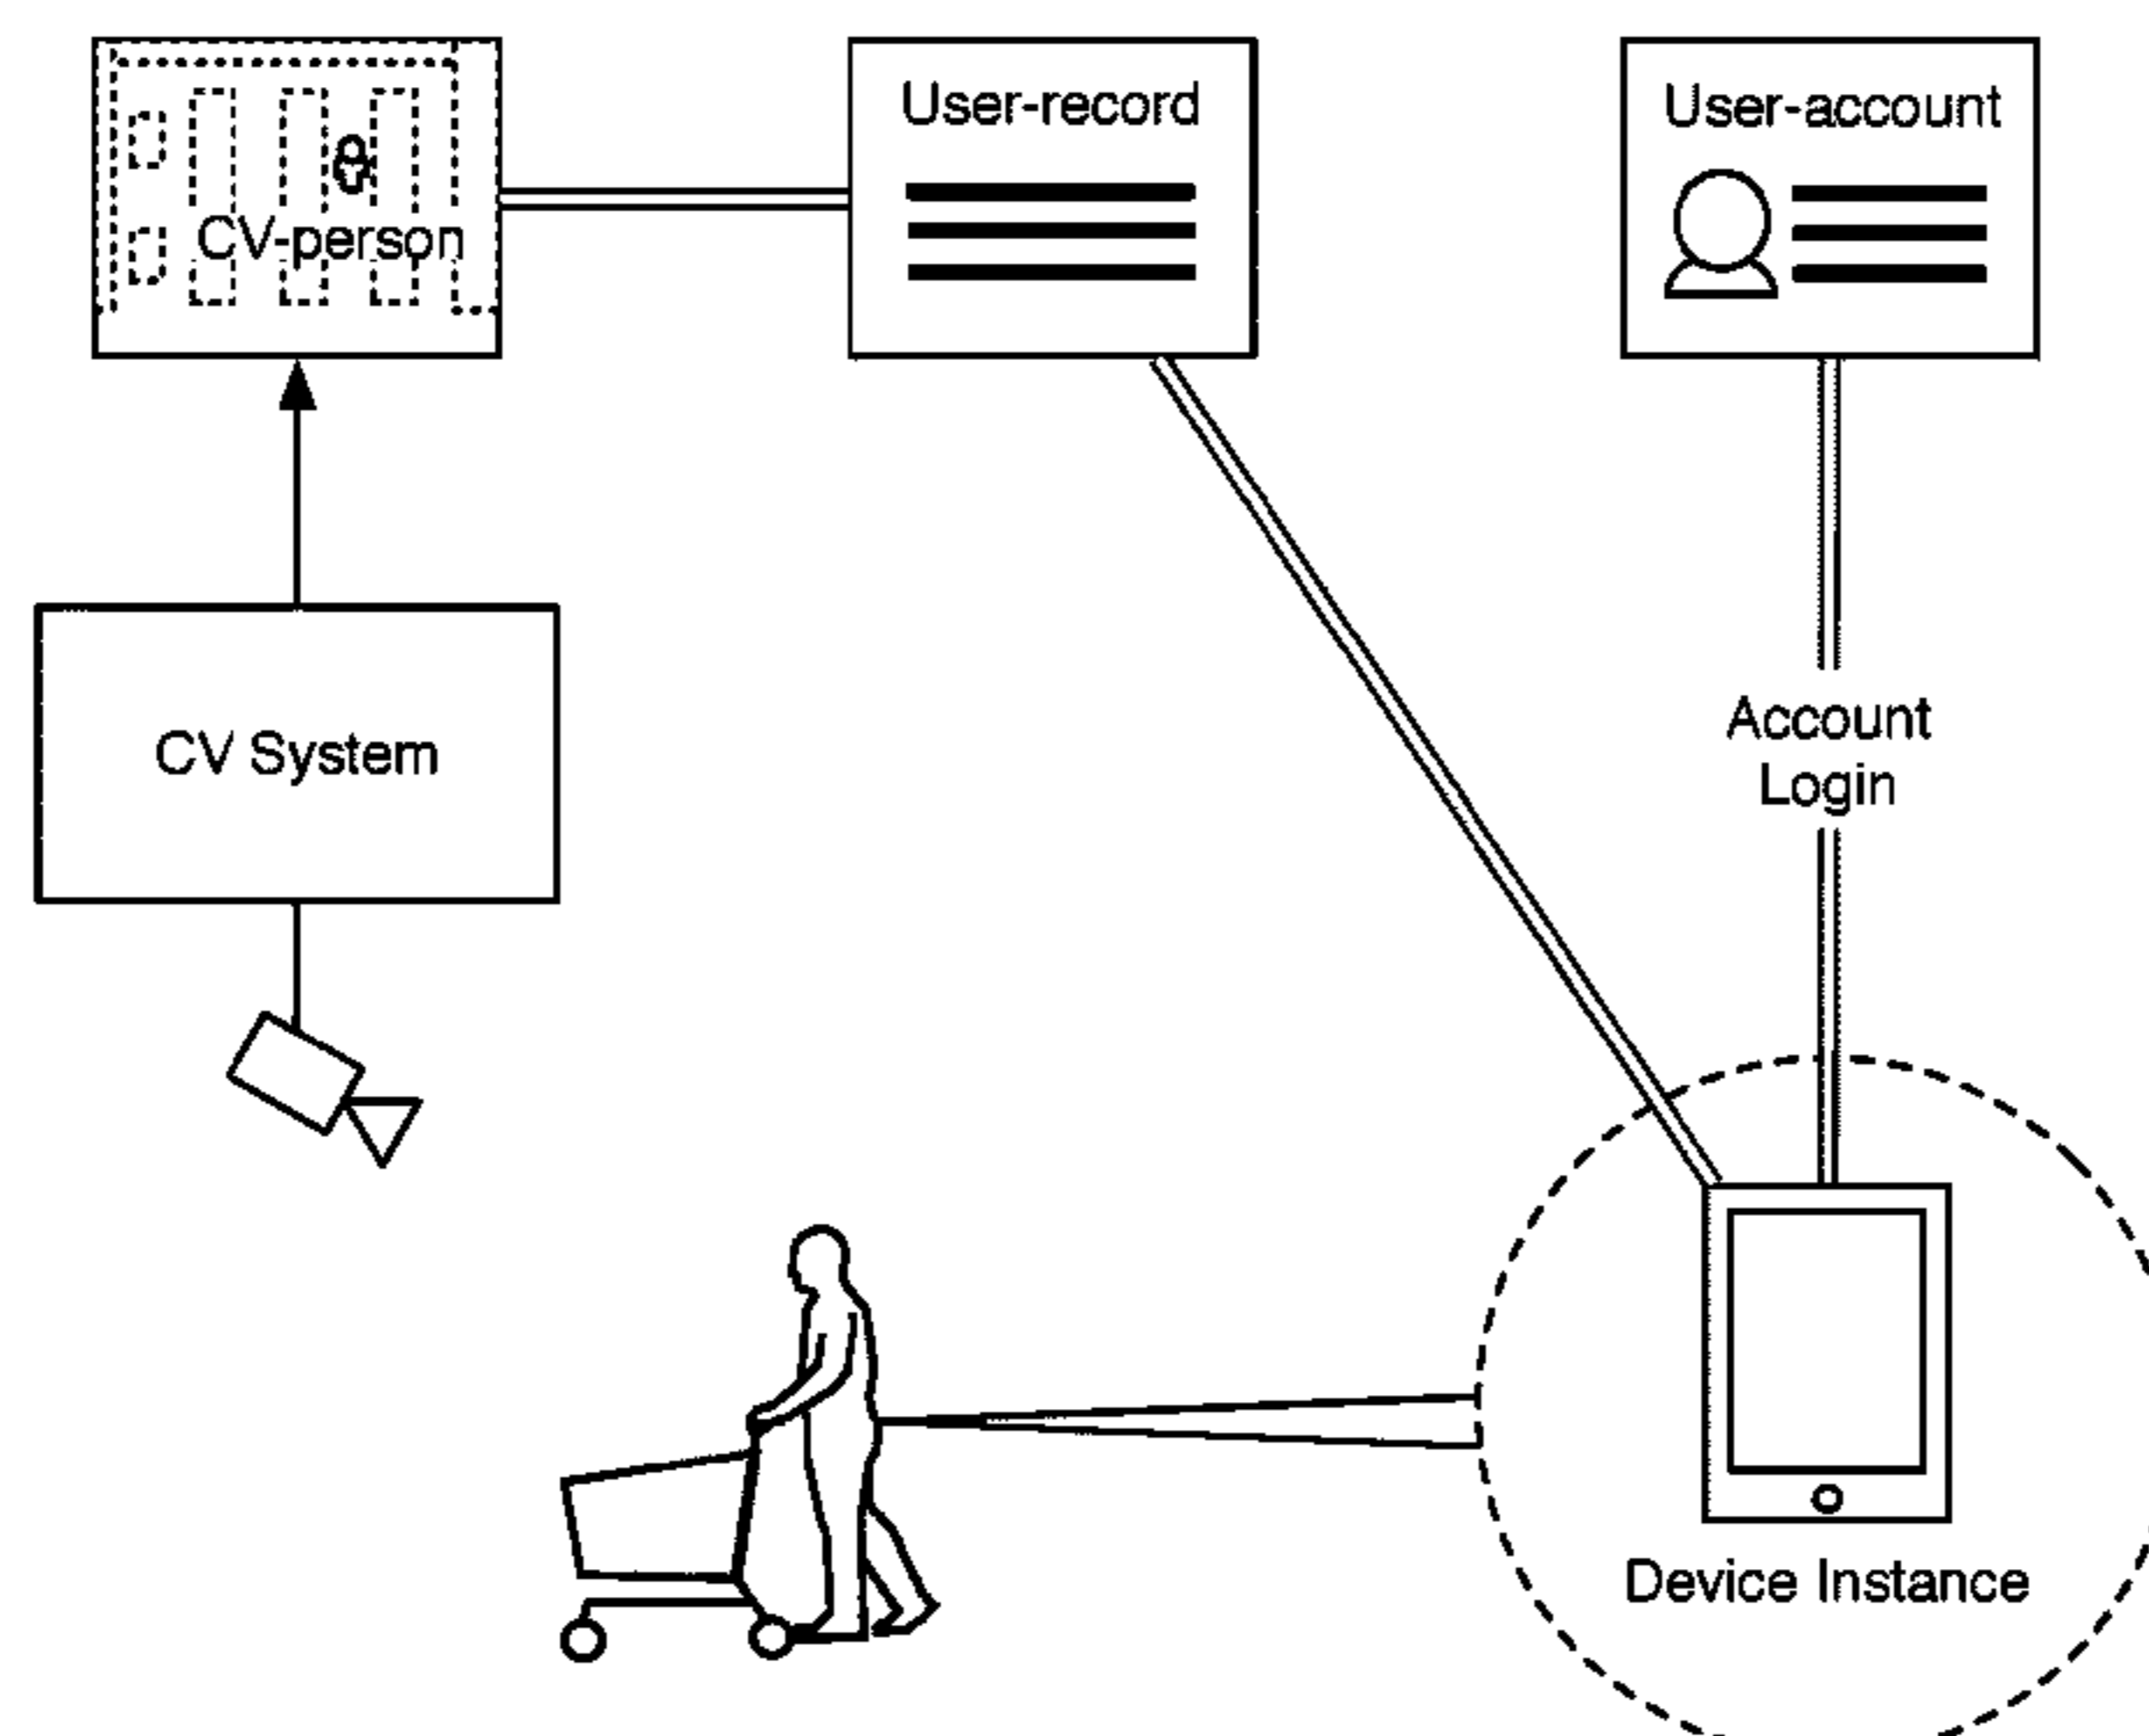 CV-person
User-record
User-account
CV System
Account
Login
Device Instance